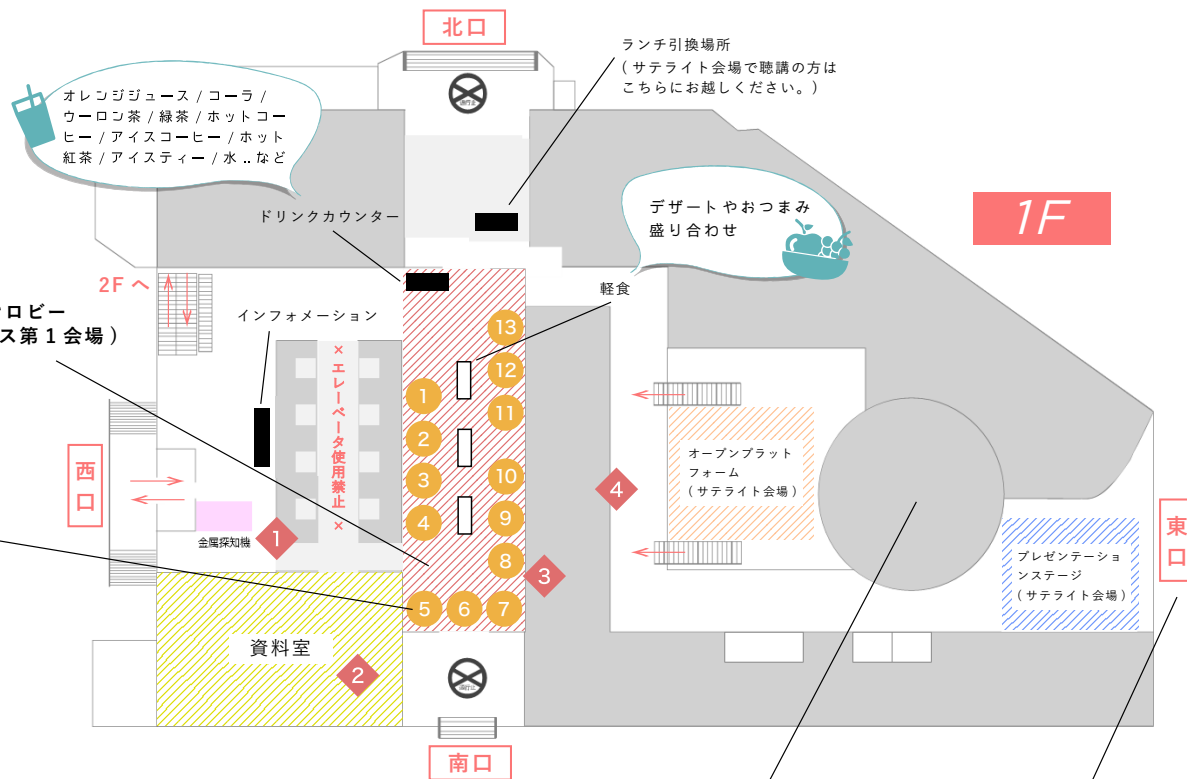 北口
ランチ引換場所
(サテライト会場で聴講の方は
こちらにお越しください。)
オレンジジュース / コーラ /
ウーロン茶 / 緑茶 / ホットコー
ヒー / アイスコーヒー / ホット
紅茶 / アイスティー / 水 .. など
デザートやおつまみ
盛り合わせ
1F
ドリンクカウンター
2F へ
ロビー
ス第 1 会場)
インフォメーション
軽食
×エレーベータ使用禁止×
13
12
11
1
2
3
4
10
9
8
5
6
7
オープンプラット
フォーム
(サテライト会場)
4
西口
金属探知機
1
3
東口
プレゼンテーショ
ンステージ
(サテライト会場)
資料室
2
南口